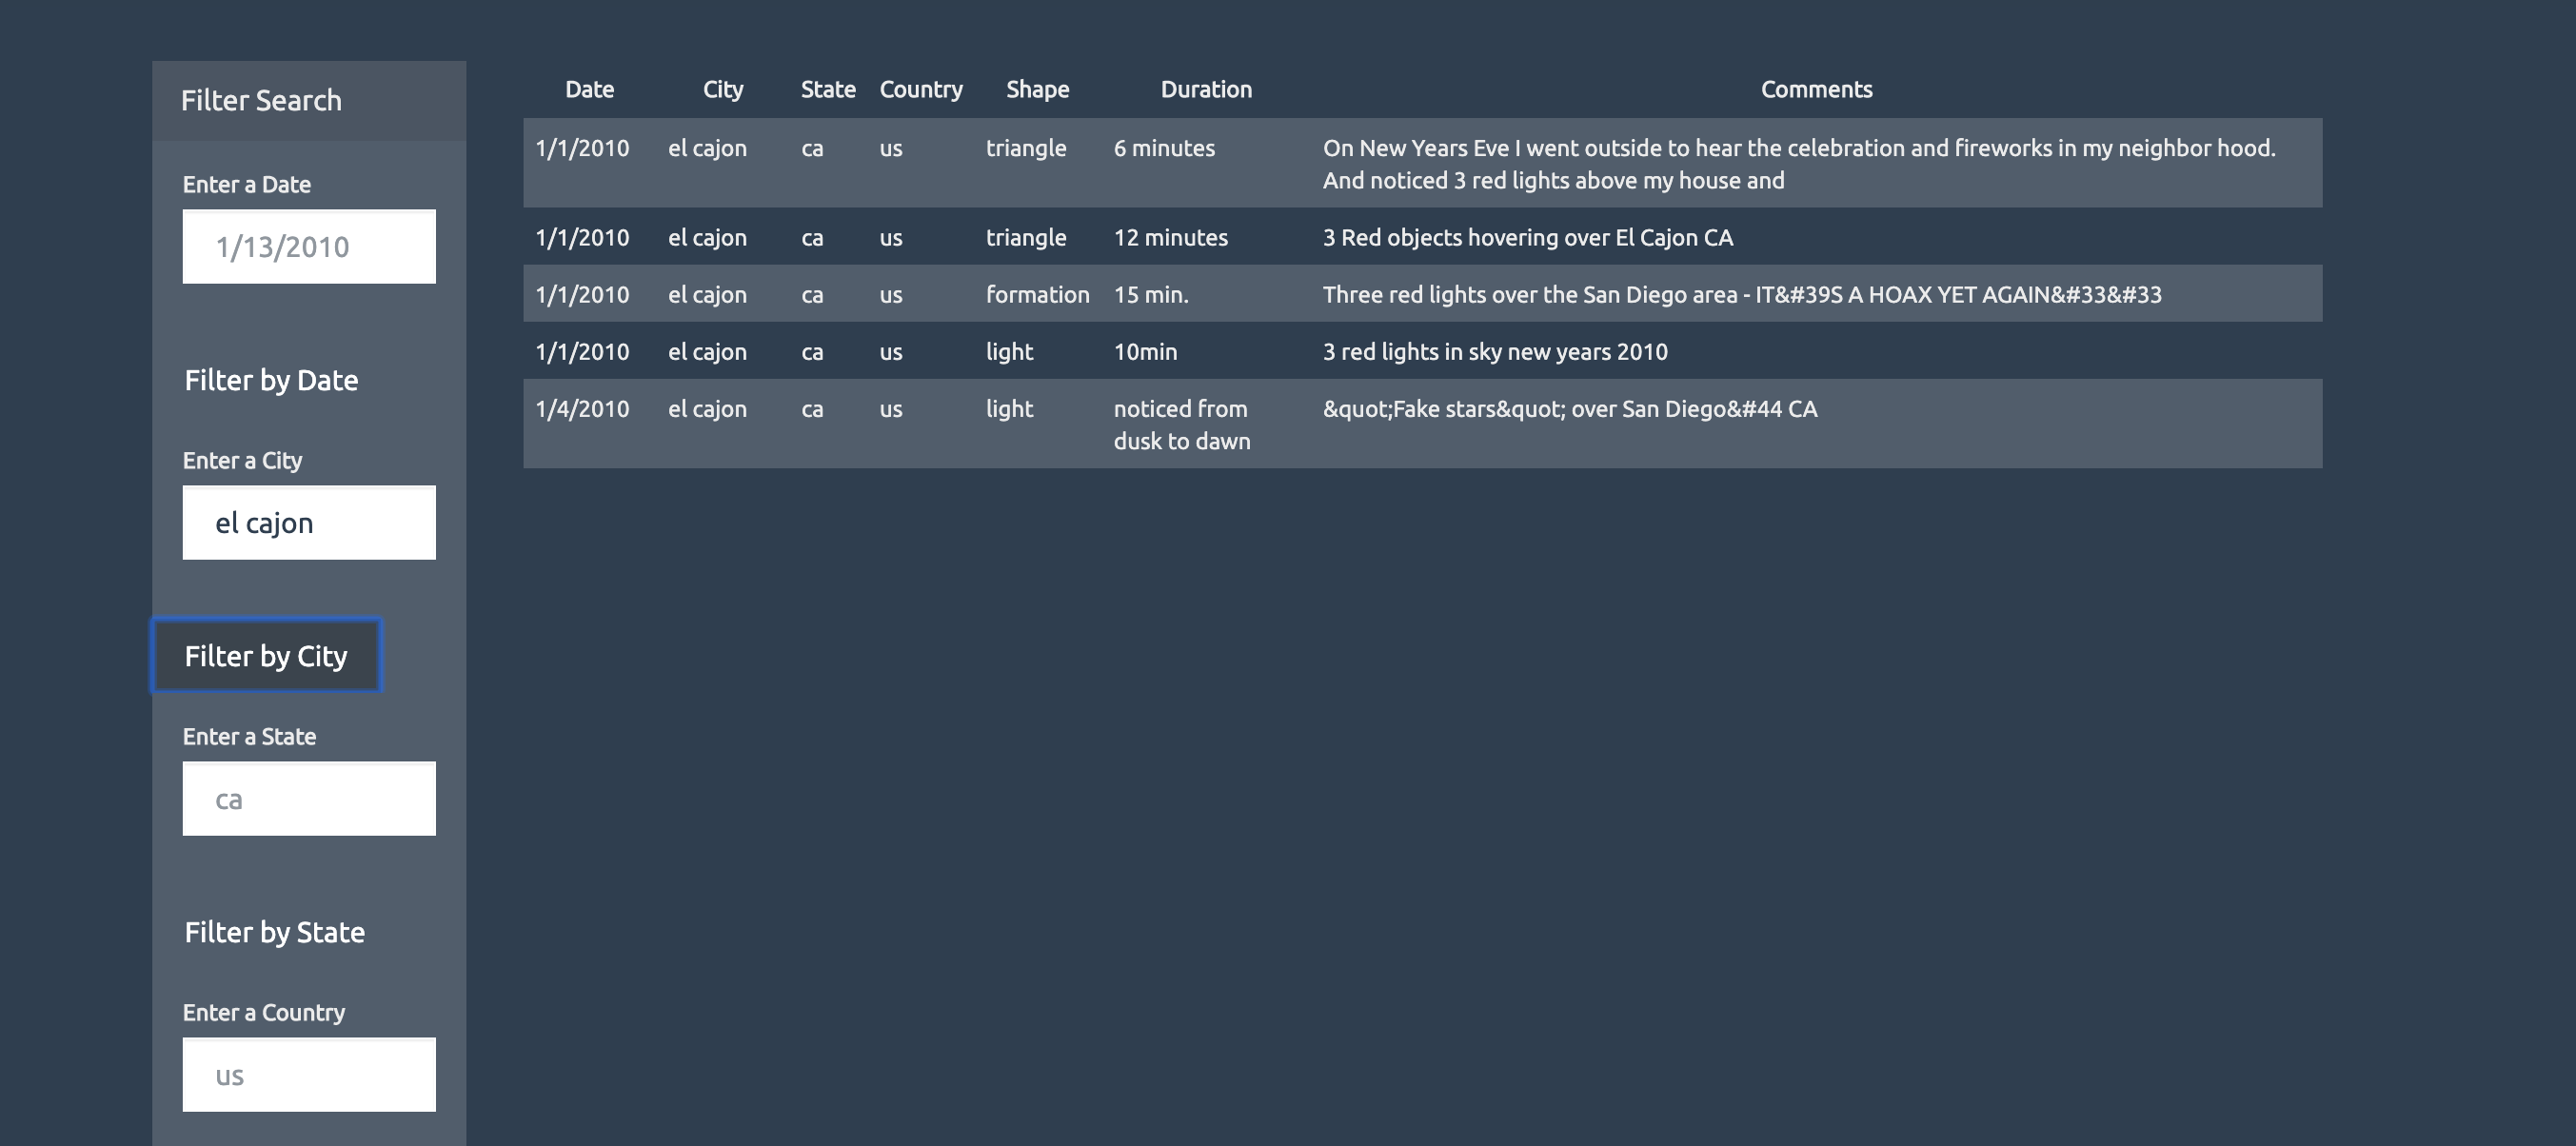 Filter Search
Enter a Date
1/13/2010
Filter by Date
Enter a City
el cajon
Filter by City
Enter a State
ca
Filter by State
Enter a Country
us
Date City State Country Shape Duration Comments
1/1/2010 el cajon ca us triangle 6 minutes On New Years Eve I went outside to hear the celebration and fireworks in my neighbor hood.
And noticed 3 red lights above my house and
1/1/2010 el cajon ca us triangle 12 minutes 3 Red objects hovering over El Cajon CA
1/1/2010 el cajon ca us formation 15 min. Three red lights over the San Diego area - IT&#39S A HOAX YET AGAIN&#33&#33
1/1/2010 el cajon ca us light 10min 3 red lights in sky new years 2010
1/4/2010 el cajon ca us light noticed from &quot;Fake stars&quot; over San Diego&#44 CA
dusk to dawn